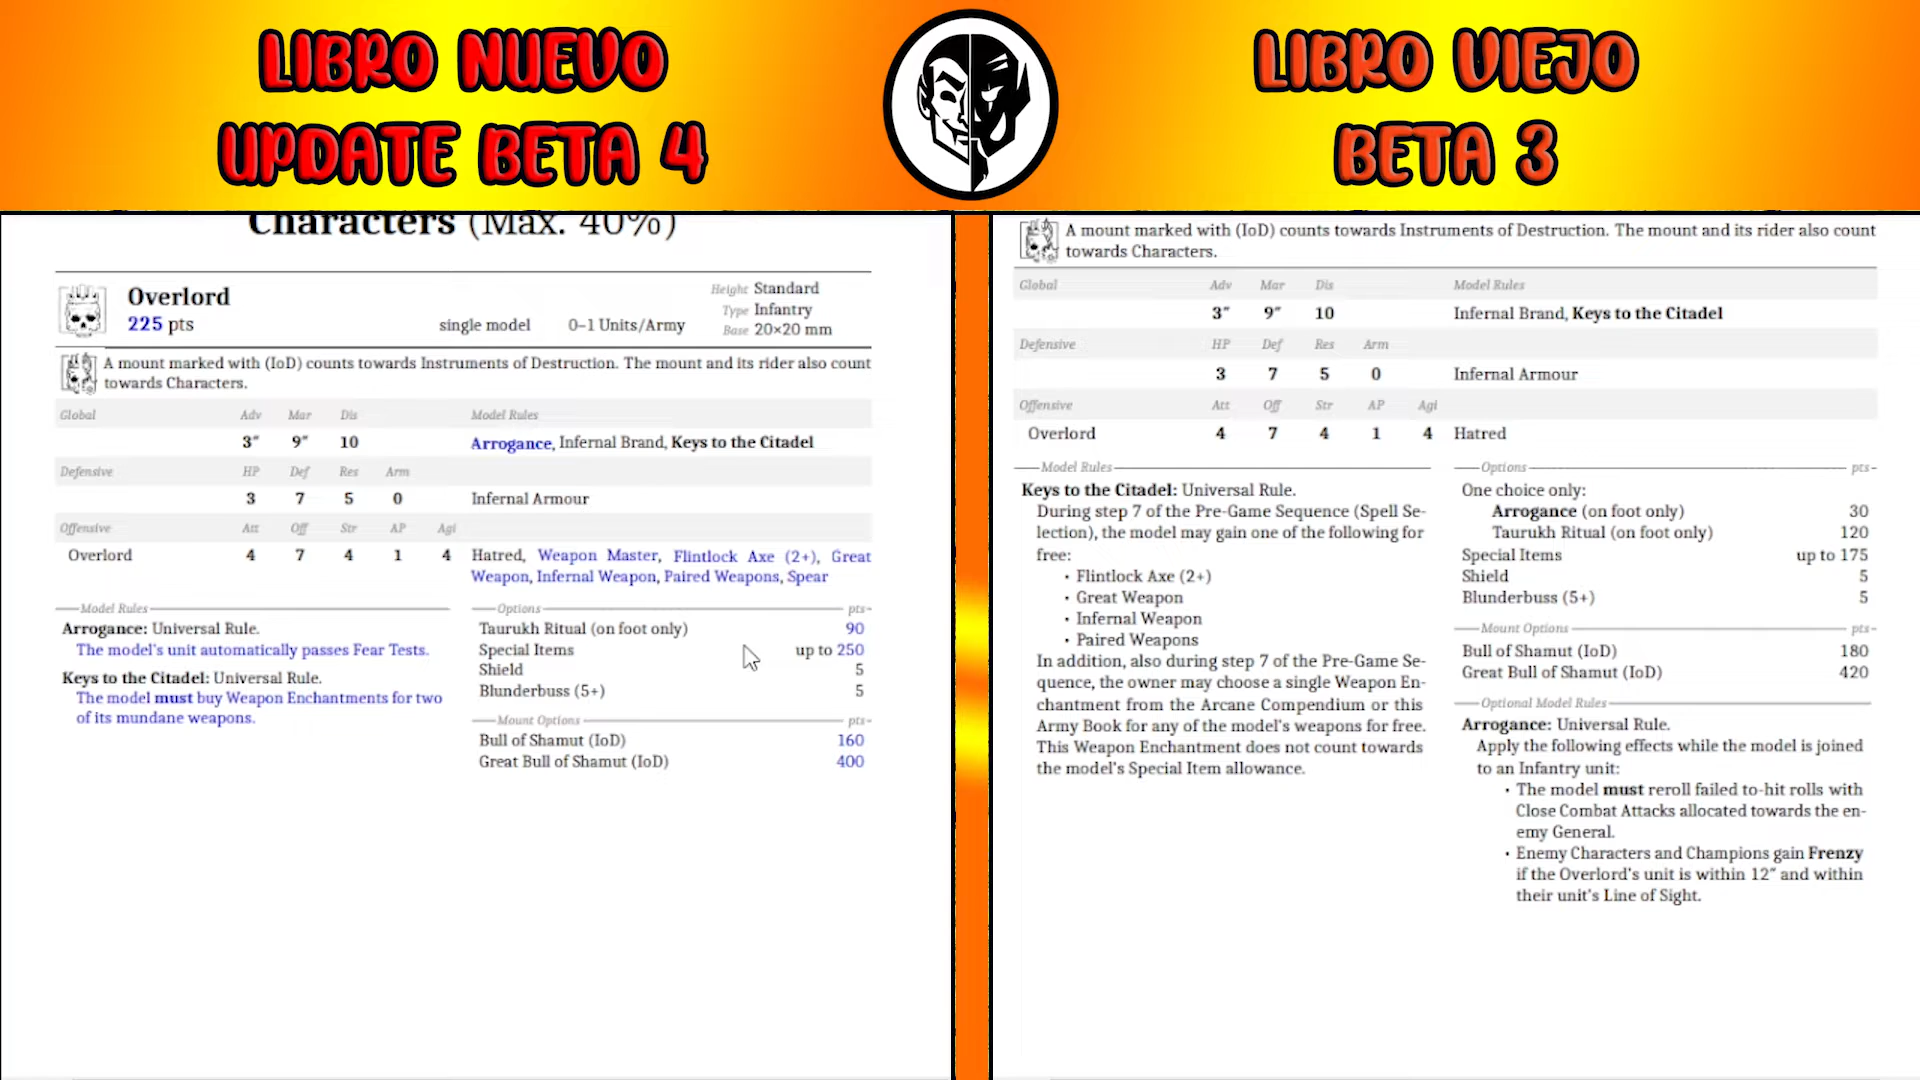 LIBRO NUEVO
UPDATE BETA 4
LIBRO VIEJO
BETA 3
Characters (Max. 40%)
Overlord
225 pts
single model
0–1 Units/Army
Height Standard
Type Infantry
Base 20×20 mm
A mount marked with (IoD) counts towards Instruments of Destruction. The mount and its rider also count
towards Characters.
Global Adv Mar Dis Model Rules
3″ 9″ 10 Arrogance, Infernal Brand, Keys to the Citadel
Defensive HP Def Res Arm
3 7 5 0 Infernal Armour
Offensive Att Off Str AP Agi
Overlord 4 7 4 1 4 Hatred, Weapon Master, Flintlock Axe (2+), Great
Weapon, Infernal Weapon, Paired Weapons, Spear
Model Rules
Arrogance: Universal Rule.
The model's unit automatically passes Fear Tests.
Keys to the Citadel: Universal Rule.
The model must buy Weapon Enchantments for two
of its mundane weapons.
Options pts
Taurukh Ritual (on foot only) 90
Special Items up to 250
Shield 5
Blunderbuss (5+) 5
Mount Options pts
Bull of Shamut (IoD) 160
Great Bull of Shamut (IoD) 400
A mount marked with (IoD) counts towards Instruments of Destruction. The mount and its rider also count
towards Characters.
Global Adv Mar Dis Model Rules
3″ 9″ 10 Infernal Brand, Keys to the Citadel
Defensive HP Def Res Arm
3 7 5 0 Infernal Armour
Offensive Att Off Str AP Agi
Overlord 4 7 4 1 4 Hatred
Model Rules
Keys to the Citadel: Universal Rule.
During step 7 of the Pre-Game Sequence (Spell Se-
lection), the model may gain one of the following for
free:
• Flintlock Axe (2+)
• Great Weapon
• Infernal Weapon
• Paired Weapons
In addition, also during step 7 of the Pre-Game Se-
quence, the owner may choose a single Weapon En-
chantment from the Arcane Compendium or this
Army Book for any of the model's weapons for free.
This Weapon Enchantment does not count towards
the model's Special Item allowance.
Options pts
One choice only:
Arrogance (on foot only) 30
Taurukh Ritual (on foot only) 120
Special Items up to 175
Shield 5
Blunderbuss (5+) 5
Mount Options pts
Bull of Shamut (IoD) 180
Great Bull of Shamut (IoD) 420
Optional Model Rules
Arrogance: Universal Rule.
Apply the following effects while the model is joined
to an Infantry unit:
• The model must reroll failed to-hit rolls with
Close Combat Attacks allocated towards the en-
emy General.
• Enemy Characters and Champions gain Frenzy
if the Overlord's unit is within 12″ and within
their unit's Line of Sight.